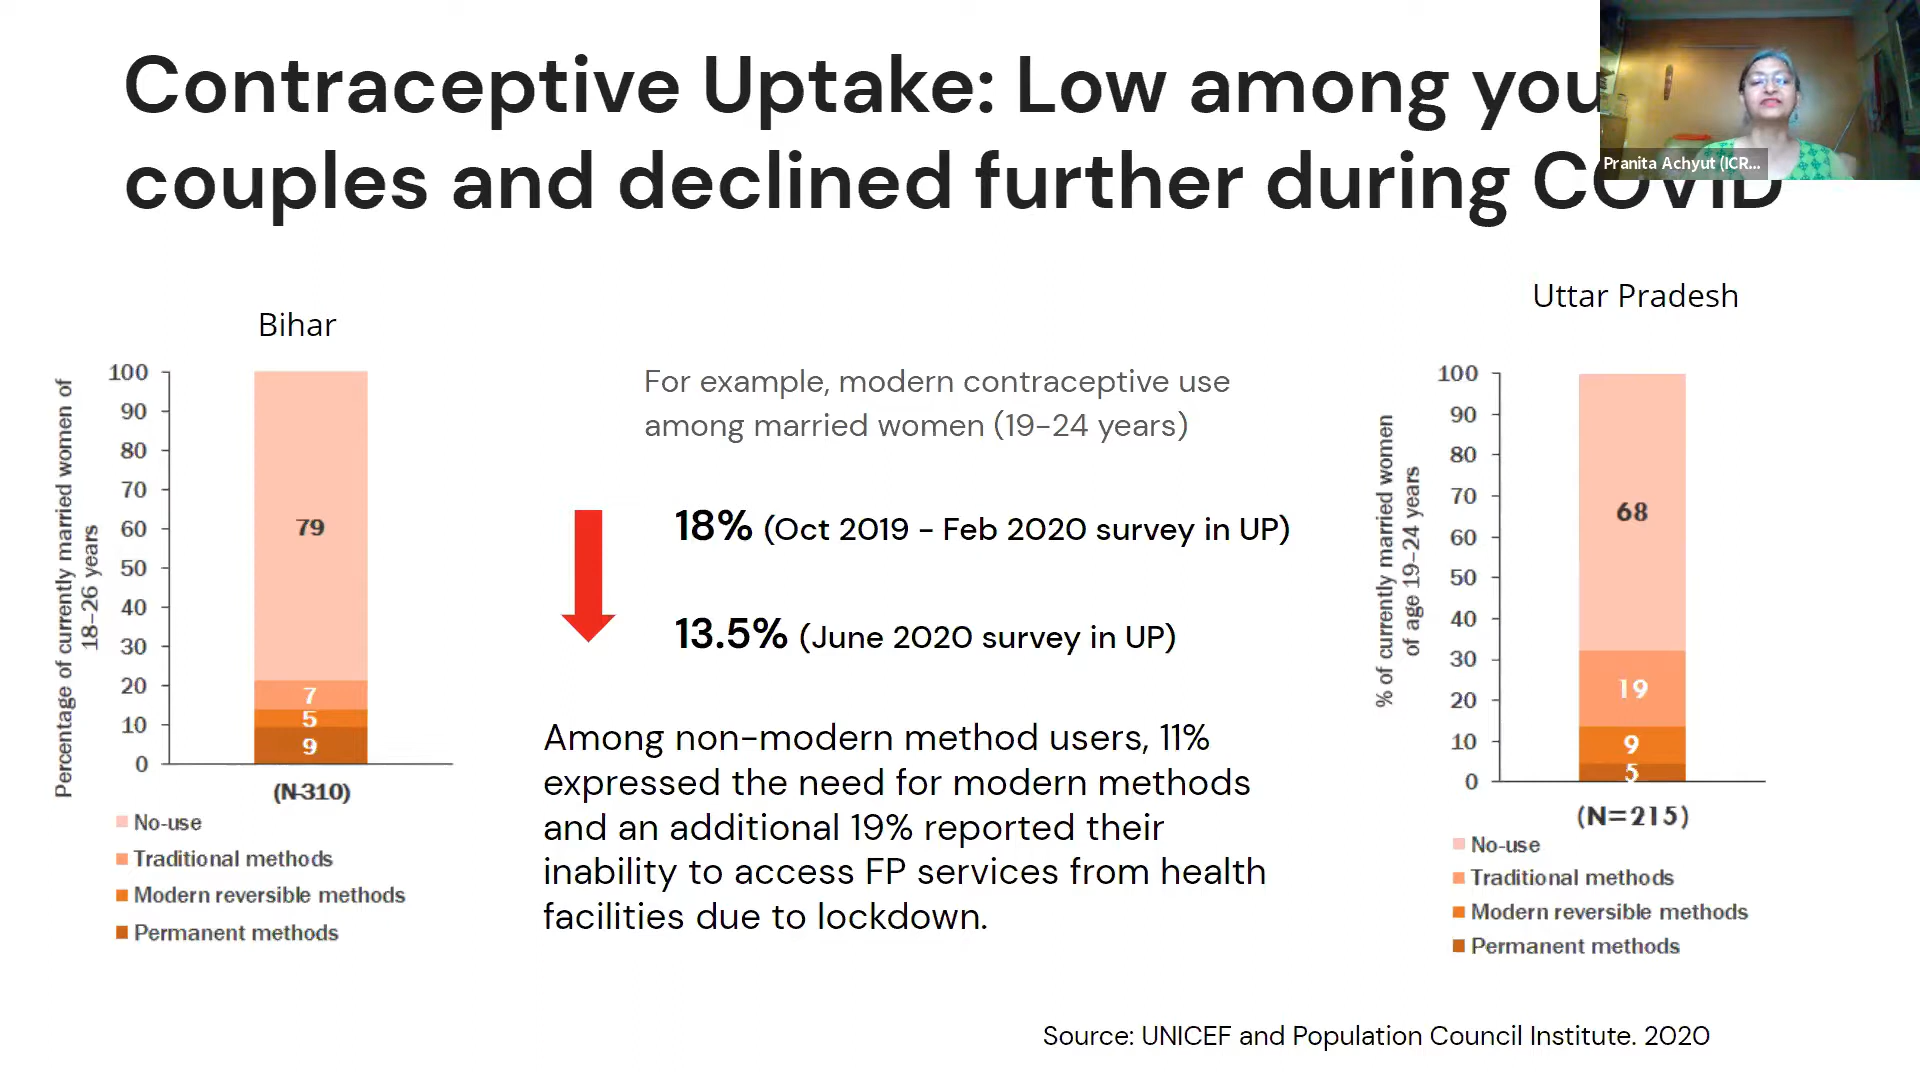 Contraceptive Uptake: Low among you
couples and declined further during COVID
Pranita Achyut (ICR...
Bihar
Percentage of currently married women of
18–26 years
100
90
80
70
60
50
40
30
20
10
0
79
7
5
9
(N-310)
No-use
Traditional methods
Modern reversible methods
Permanent methods
For example, modern contraceptive use
among married women (19-24 years)
18% (Oct 2019 - Feb 2020 survey in UP)
13.5% (June 2020 survey in UP)
Among non-modern method users, 11%
expressed the need for modern methods
and an additional 19% reported their
inability to access FP services from health
facilities due to lockdown.
Uttar Pradesh
% of currently married women
of age 19–24 years
100
90
80
70
60
50
40
30
20
10
0
68
19
9
5
(N=215)
No-use
Traditional methods
Modern reversible methods
Permanent methods
Source: UNICEF and Population Council Institute. 2020